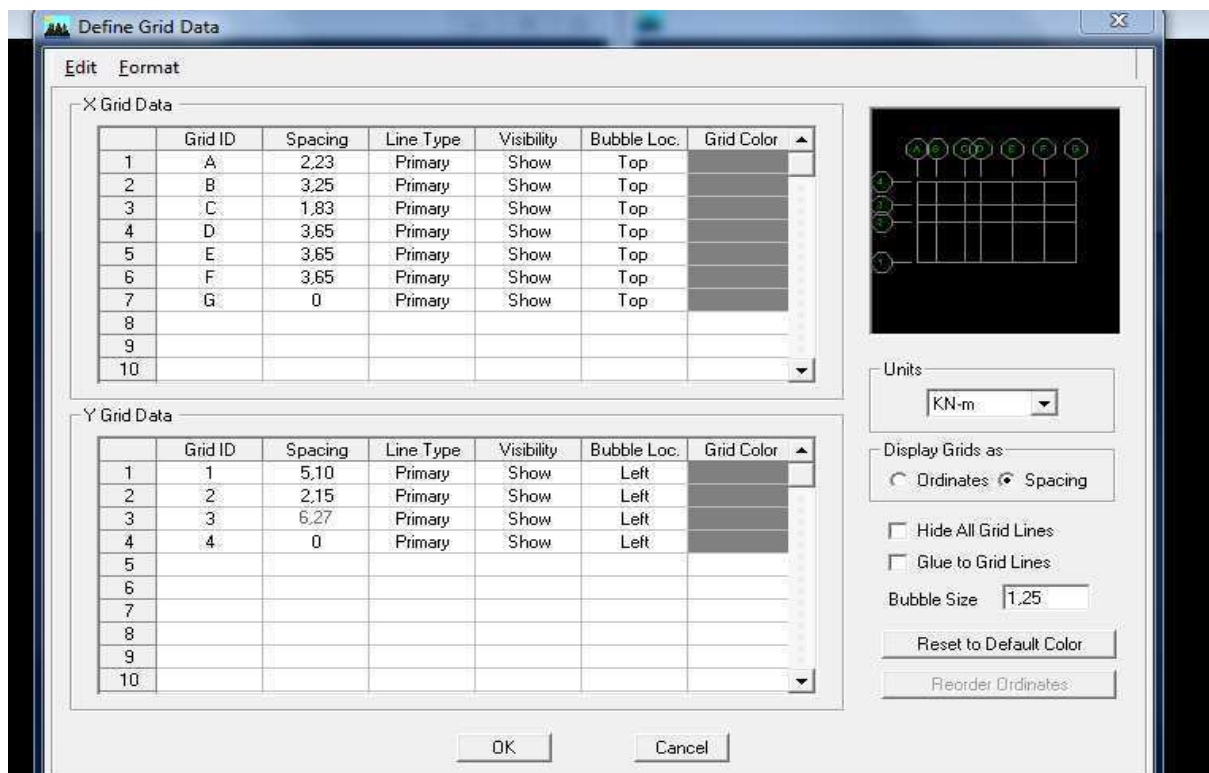 Define Grid Data
Edit Format
X Grid Data
Grid ID Spacing Line Type Visibility Bubble Loc. Grid Color
1 A 2,23 Primary Show Top
2 B 3,25 Primary Show Top
3 C 1,83 Primary Show Top
4 D 3,65 Primary Show Top
5 E 3,65 Primary Show Top
6 F 3,65 Primary Show Top
7 G 0 Primary Show Top
8
9
10
A B C D E F G
4
3
2
1
Units
KN-m
Y Grid Data
Grid ID Spacing Line Type Visibility Bubble Loc. Grid Color
1 1 5,10 Primary Show Left
2 2 2,15 Primary Show Left
3 3 6,27 Primary Show Left
4 4 0 Primary Show Left
5
6
7
8
9
10
Display Grids as
Ordinates Spacing
Hide All Grid Lines
Glue to Grid Lines
Bubble Size 1,25
Reset to Default Color
Reorder Ordinates
OK Cancel